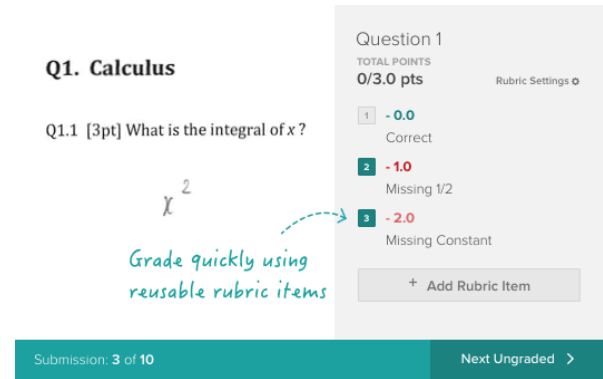 Q1. Calculus
Q1.1 [3pt] What is the integral of x ?
x²
Grade quickly using
reusable rubric items
Question 1
TOTAL POINTS
0/3.0 pts
Rubric Settings
1 - 0.0
Correct
2 - 1.0
Missing 1/2
3 - 2.0
Missing Constant
+ Add Rubric Item
Submission: 3 of 10
Next Ungraded >